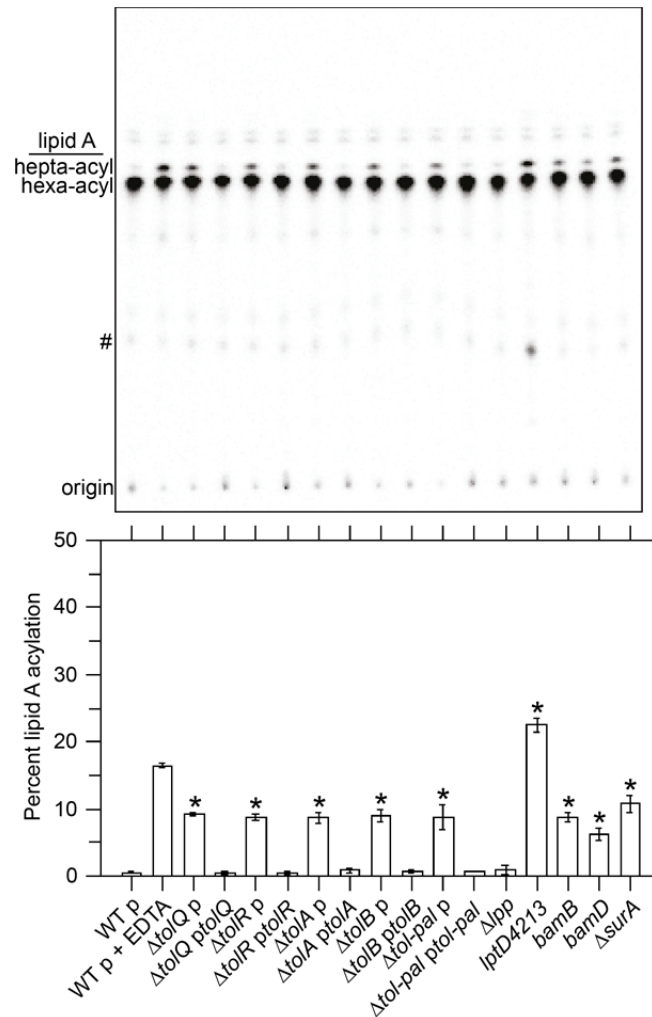 lipid A
hepta-acyl
hexa-acyl
#
origin
50
40
30
20
10
0
Percent lipid A acylation
* * * * * * * * *
WT p
WT p + EDTA
ΔtolQ p
ΔtolQ ptolQ
ΔtolR p
ΔtolR ptolR
ΔtolA p
ΔtolA ptolA
ΔtolB p
ΔtolB ptolB
Δtol-pal p
Δtol-pal ptol-pal
Δlpp
lptD4213
bamB
bamD
ΔsurA